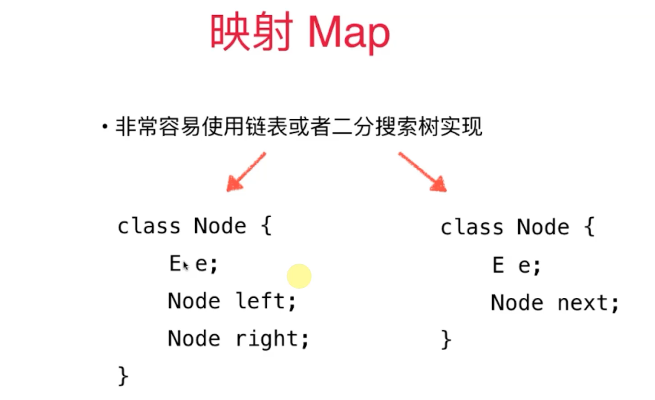 映射 Map
• 非常容易使用链表或者二分搜索树实现
class Node {
E e;
Node left;
Node right;
}
class Node {
E e;
Node next;
}